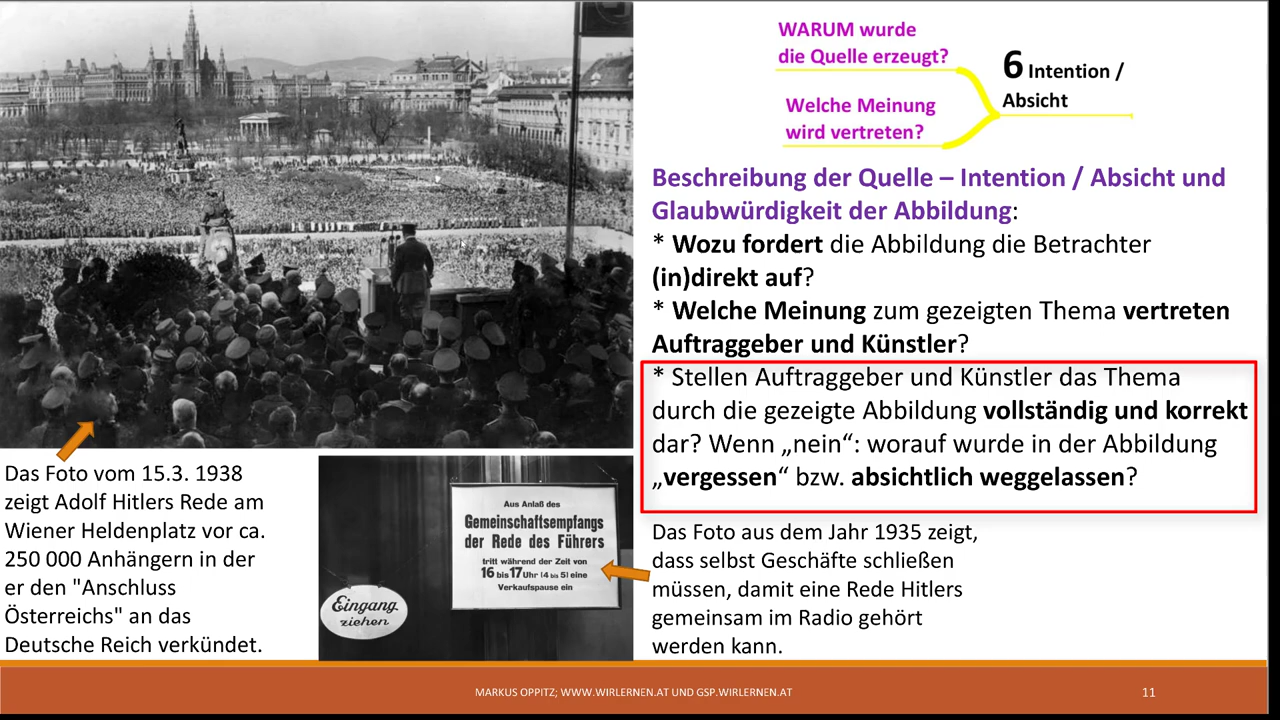 WARUM wurde
die Quelle erzeugt?
Welche Meinung
wird vertreten?
6 Intention /
Absicht
Beschreibung der Quelle – Intention / Absicht und
Glaubwürdigkeit der Abbildung:
* Wozu fordert die Abbildung die Betrachter
(in)direkt auf?
* Welche Meinung zum gezeigten Thema vertreten
Auftraggeber und Künstler?
* Stellen Auftraggeber und Künstler das Thema
durch die gezeigte Abbildung vollständig und korrekt
dar? Wenn „nein“: worauf wurde in der Abbildung
„vergessen“ bzw. absichtlich weggelassen?
Das Foto vom 15.3. 1938
zeigt Adolf Hitlers Rede am
Wiener Heldenplatz vor ca.
250 000 Anhängern in der
er den "Anschluss
Österreichs" an das
Deutsche Reich verkündet.
Aus Anlaß des
Gemeinschaftsempfangs
der Rede des Führers
tritt während der Zeit von
16 bis 17 Uhr (4 bis 5) eine
Verkaufspause ein
Eingang
ziehen
Das Foto aus dem Jahr 1935 zeigt,
dass selbst Geschäfte schließen
müssen, damit eine Rede Hitlers
gemeinsam im Radio gehört
werden kann.
MARKUS OPPITZ; WWW.WIRLERNEN.AT UND GSP.WIRLERNEN.AT
11